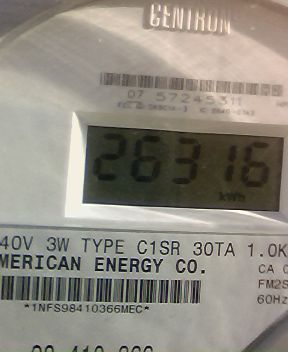 CENTRON
07 57245311
26316
kWh
40V 3W TYPE C1SR 30TA 1.0K
MERICAN ENERGY CO.
CA 0
FM2S
60Hz
*1NFS98410366MEC*